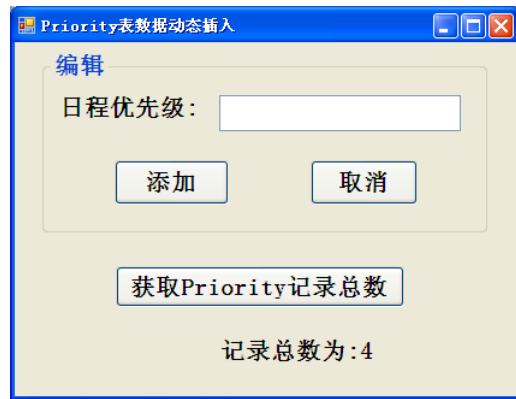 Priority表数据动态插入
编辑
日程优先级:
添加 取消
获取Priority记录总数
记录总数为:4